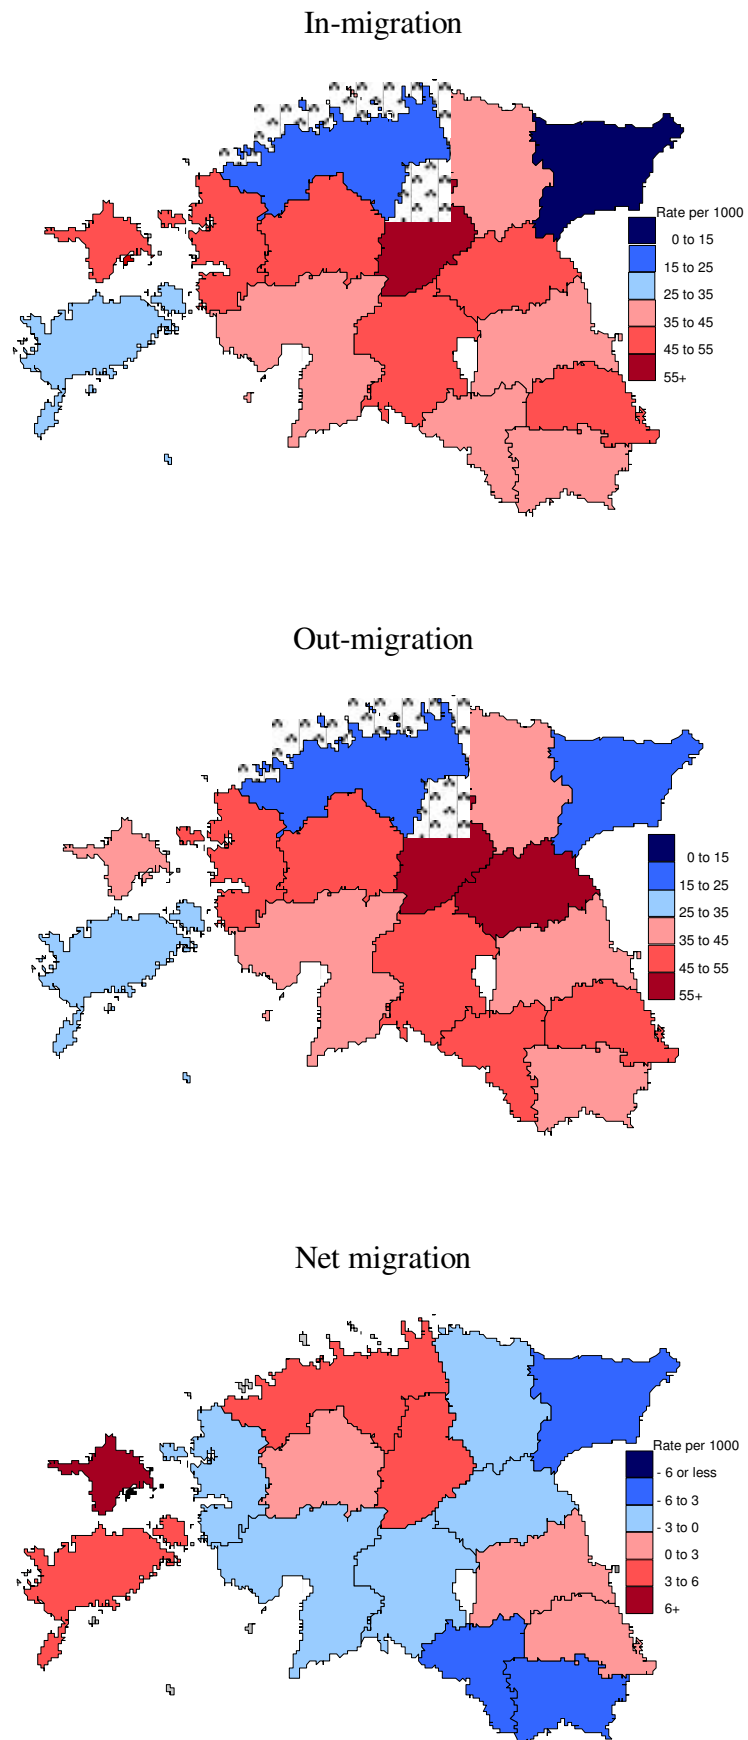 In-migration
Rate per 1000
0 to 15
15 to 25
25 to 35
35 to 45
45 to 55
55+
Out-migration
0 to 15
15 to 25
25 to 35
35 to 45
45 to 55
55+
Net migration
Rate per 1000
- 6 or less
- 6 to 3
- 3 to 0
0 to 3
3 to 6
6+